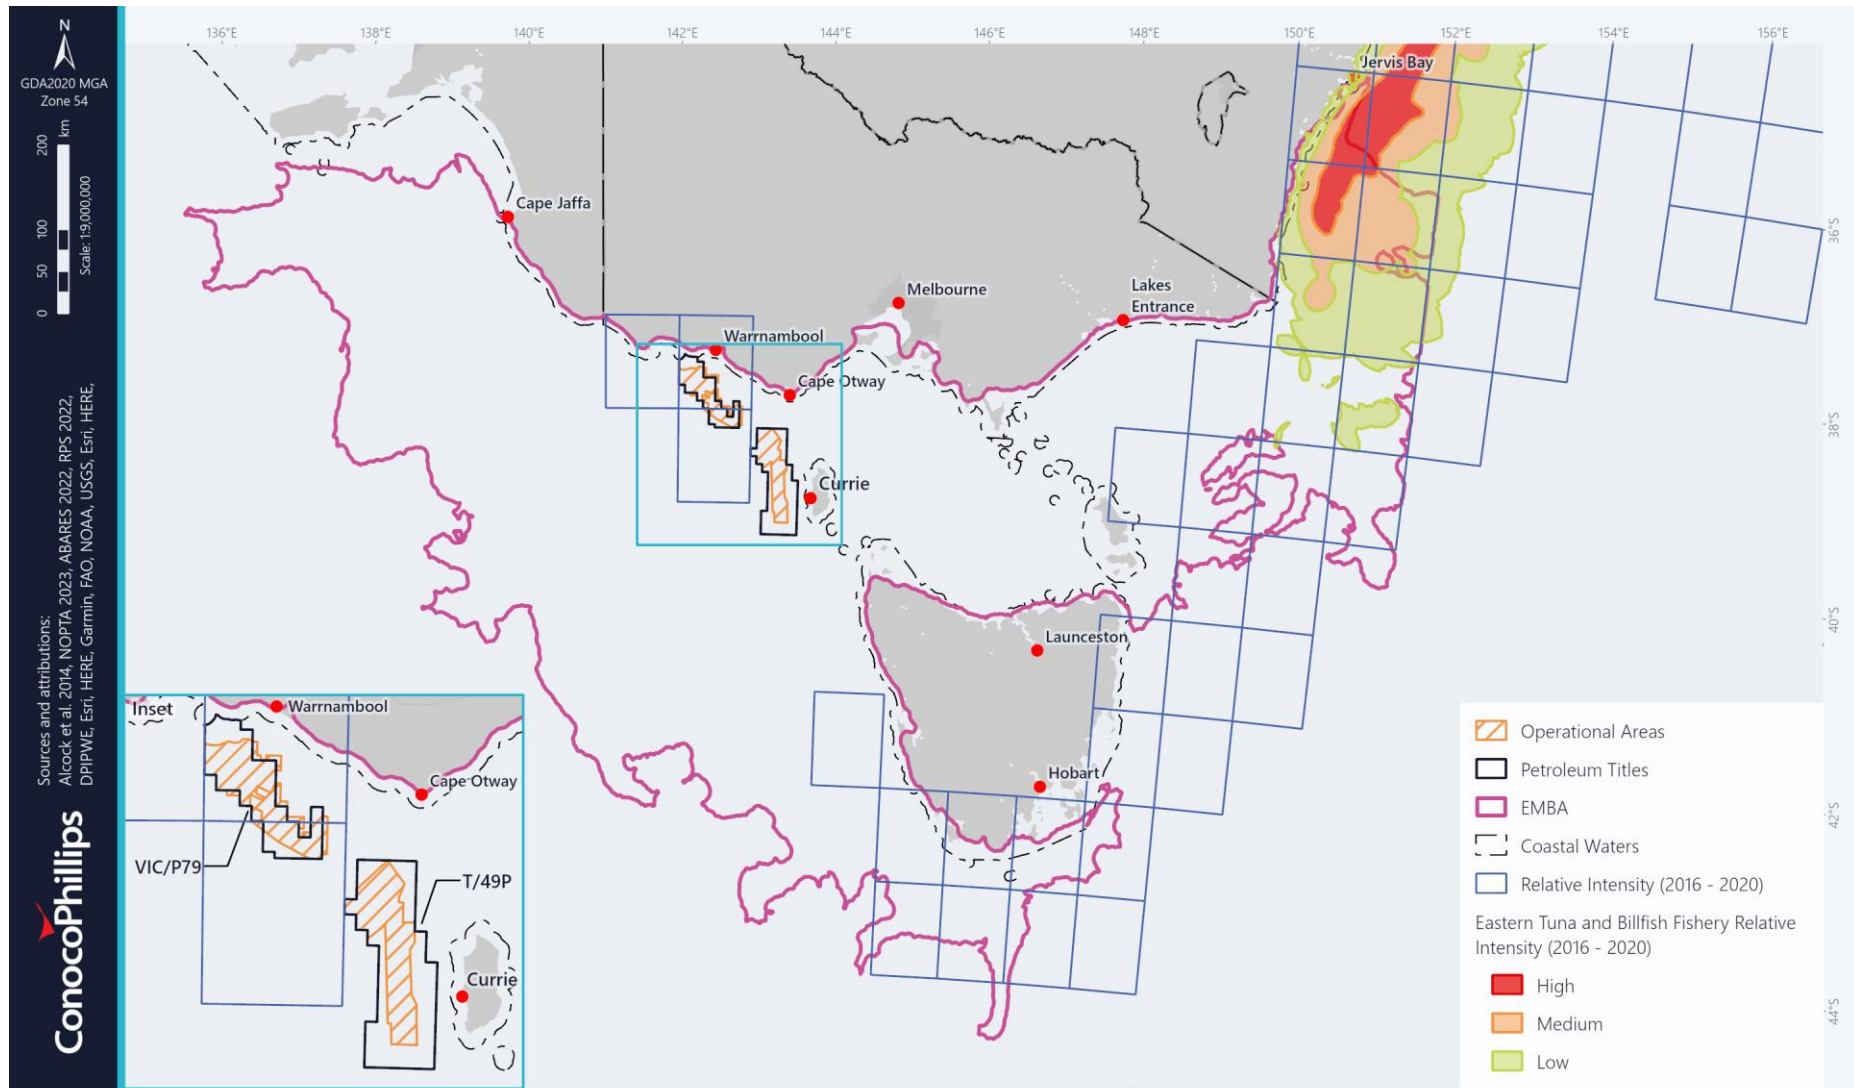 N
GDA2020 MGA
Zone 54
200
km
100
50
0
Scale: 1:9,000,000
Sources and attributions:
Alcock et al. 2014, NOPTA 2023, ABARES 2022, RPS 2022,
DPIPWE, Esri, HERE, Garmin, FAO, NOAA, USGS, Esri, HERE,
ConocoPhillips
136°E
138°E
140°E
142°E
144°E
146°E
148°E
150°E
152°E
154°E
156°E
36°S
38°S
40°S
42°S
44°S
Jervis Bay
Cape Jaffa
Melbourne
Lakes
Entrance
Warrnambool
Cape Otway
Currie
Launceston
Hobart
Inset
Warrnambool
Cape Otway
VIC/P79
T/49P
Currie
Operational Areas
Petroleum Titles
EMBA
Coastal Waters
Relative Intensity (2016 - 2020)
Eastern Tuna and Billfish Fishery Relative
Intensity (2016 - 2020)
High
Medium
Low